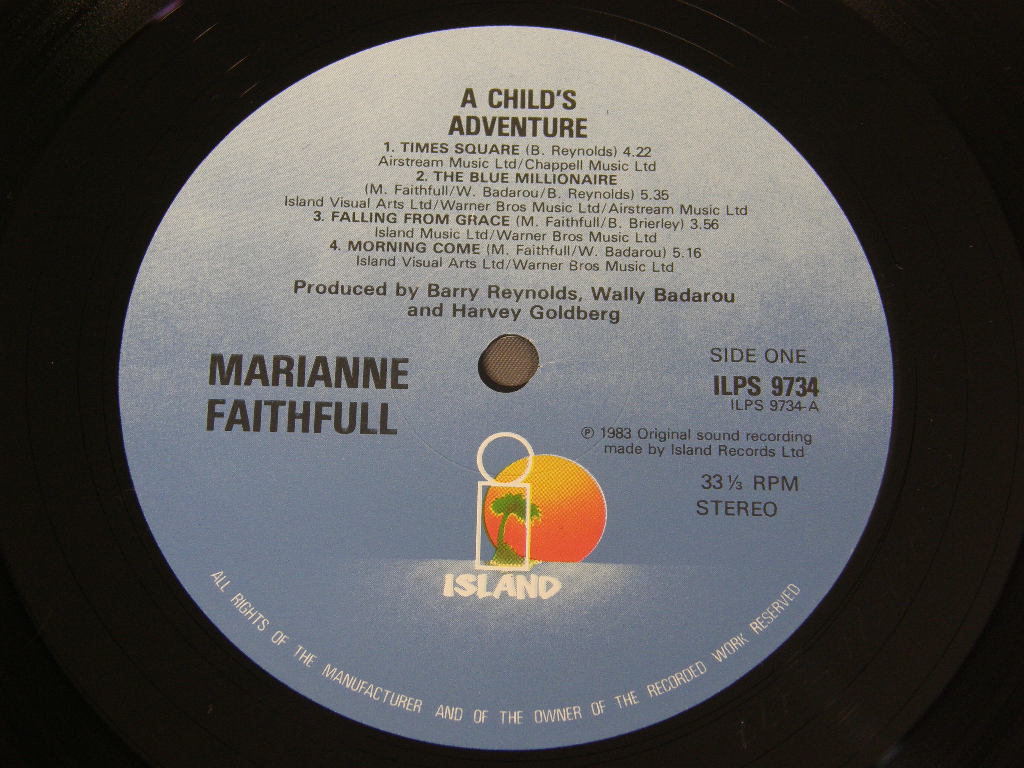 A CHILD'S
ADVENTURE
1. TIMES SQUARE (B. Reynolds) 4.22
Airstream Music Ltd/Chappell Music Ltd
2. THE BLUE MILLIONAIRE
(M. Faithfull/W. Badarou/B. Reynolds) 5.35
Island Visual Arts Ltd/Warner Bros Music Ltd/Airstream Music Ltd
3. FALLING FROM GRACE (M. Faithfull/B. Brierley) 3.56
Island Music Ltd/Warner Bros Music Ltd
4. MORNING COME (M. Faithfull/W. Badarou) 5.16
Island Visual Arts Ltd/Warner Bros Music Ltd
Produced by Barry Reynolds, Wally Badarou
and Harvey Goldberg
MARIANNE
FAITHFULL
SIDE ONE
ILPS 9734
ILPS 9734-A
℗ 1983 Original sound recording
made by Island Records Ltd
33⅓ RPM
STEREO
ISLAND
ALL RIGHTS OF THE MANUFACTURER AND OF THE OWNER OF THE RECORDED WORK RESERVED